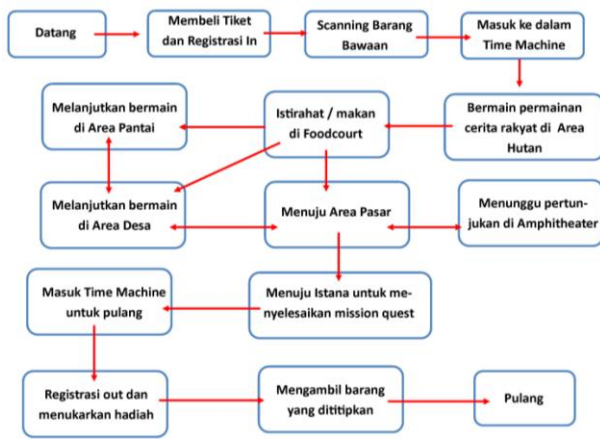 Datang
Membeli Tiket
dan Registrasi In
Scanning Barang
Bawaan
Masuk ke dalam
Time Machine
Melanjutkan bermain
di Area Pantai
Istirahat / makan
di Foodcourt
Bermain permainan
cerita rakyat di Area
Hutan
Melanjutkan bermain
di Area Desa
Menuju Area Pasar
Menunggu pertun-
jukan di Amphitheater
Masuk Time Machine
untuk pulang
Menuju Istana untuk me-
nyelesaikan mission quest
Registrasi out dan
menukarkan hadiah
Mengambil barang
yang dititipkan
Pulang